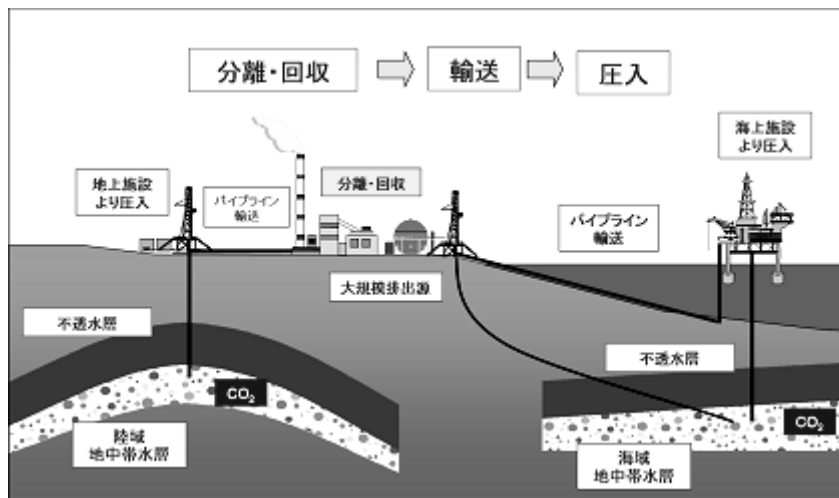 分離・回収
輸送
圧入
海上施設
より圧入
地上施設
より圧入
パイプライン
輸送
分離・回収
パイプライン
輸送
大規模排出源
不透水層
不透水層
CO₂
CO₂
陸域
地中帯水層
海域
地中帯水層